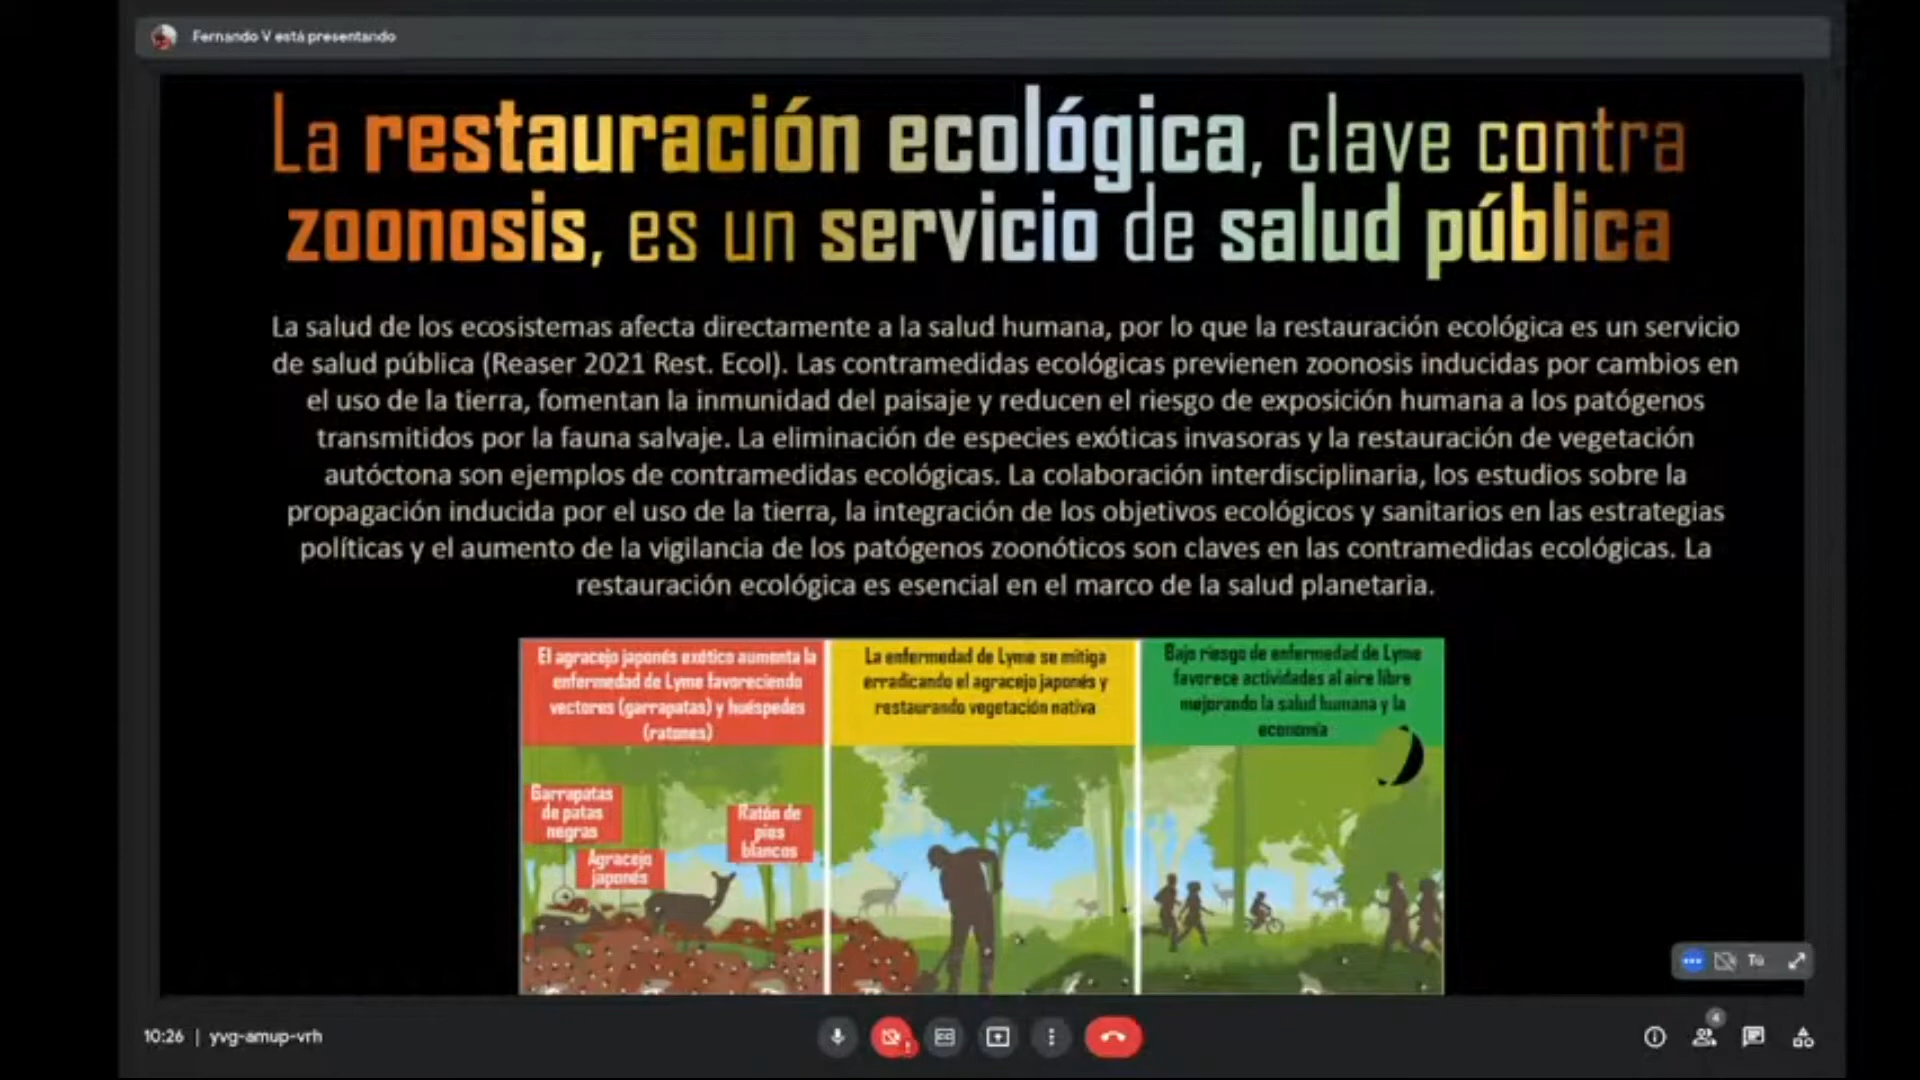 Fernando V está presentando
La restauración ecológica, clave contra
zoonosis, es un servicio de salud pública
La salud de los ecosistemas afecta directamente a la salud humana, por lo que la restauración ecológica es un servicio
de salud pública (Reaser 2021 Rest. Ecol). Las contramedidas ecológicas previenen zoonosis inducidas por cambios en
el uso de la tierra, fomentan la inmunidad del paisaje y reducen el riesgo de exposición humana a los patógenos
transmitidos por la fauna salvaje. La eliminación de especies exóticas invasoras y la restauración de vegetación
autóctona son ejemplos de contramedidas ecológicas. La colaboración interdisciplinaria, los estudios sobre la
propagación inducida por el uso de la tierra, la integración de los objetivos ecológicos y sanitarios en las estrategias
políticas y el aumento de la vigilancia de los patógenos zoonóticos son claves en las contramedidas ecológicas. La
restauración ecológica es esencial en el marco de la salud planetaria.
El agracejo japonés exótico aumenta la
enfermedad de Lyme favoreciendo
vectores (garrapatas) y huéspedes
(ratones)
La enfermedad de Lyme se mitiga
erradicando el agracejo japonés y
restaurando vegetación nativa
Bajo riesgo de enfermedad de Lyme
favorece actividades al aire libre
mejorando la salud humana y la
economía
Garrapatas
de patas
negras
Agracejo
japonés
Ratón de
pies
blancos
Tú
10:26 | yvg-amup-vrh
4